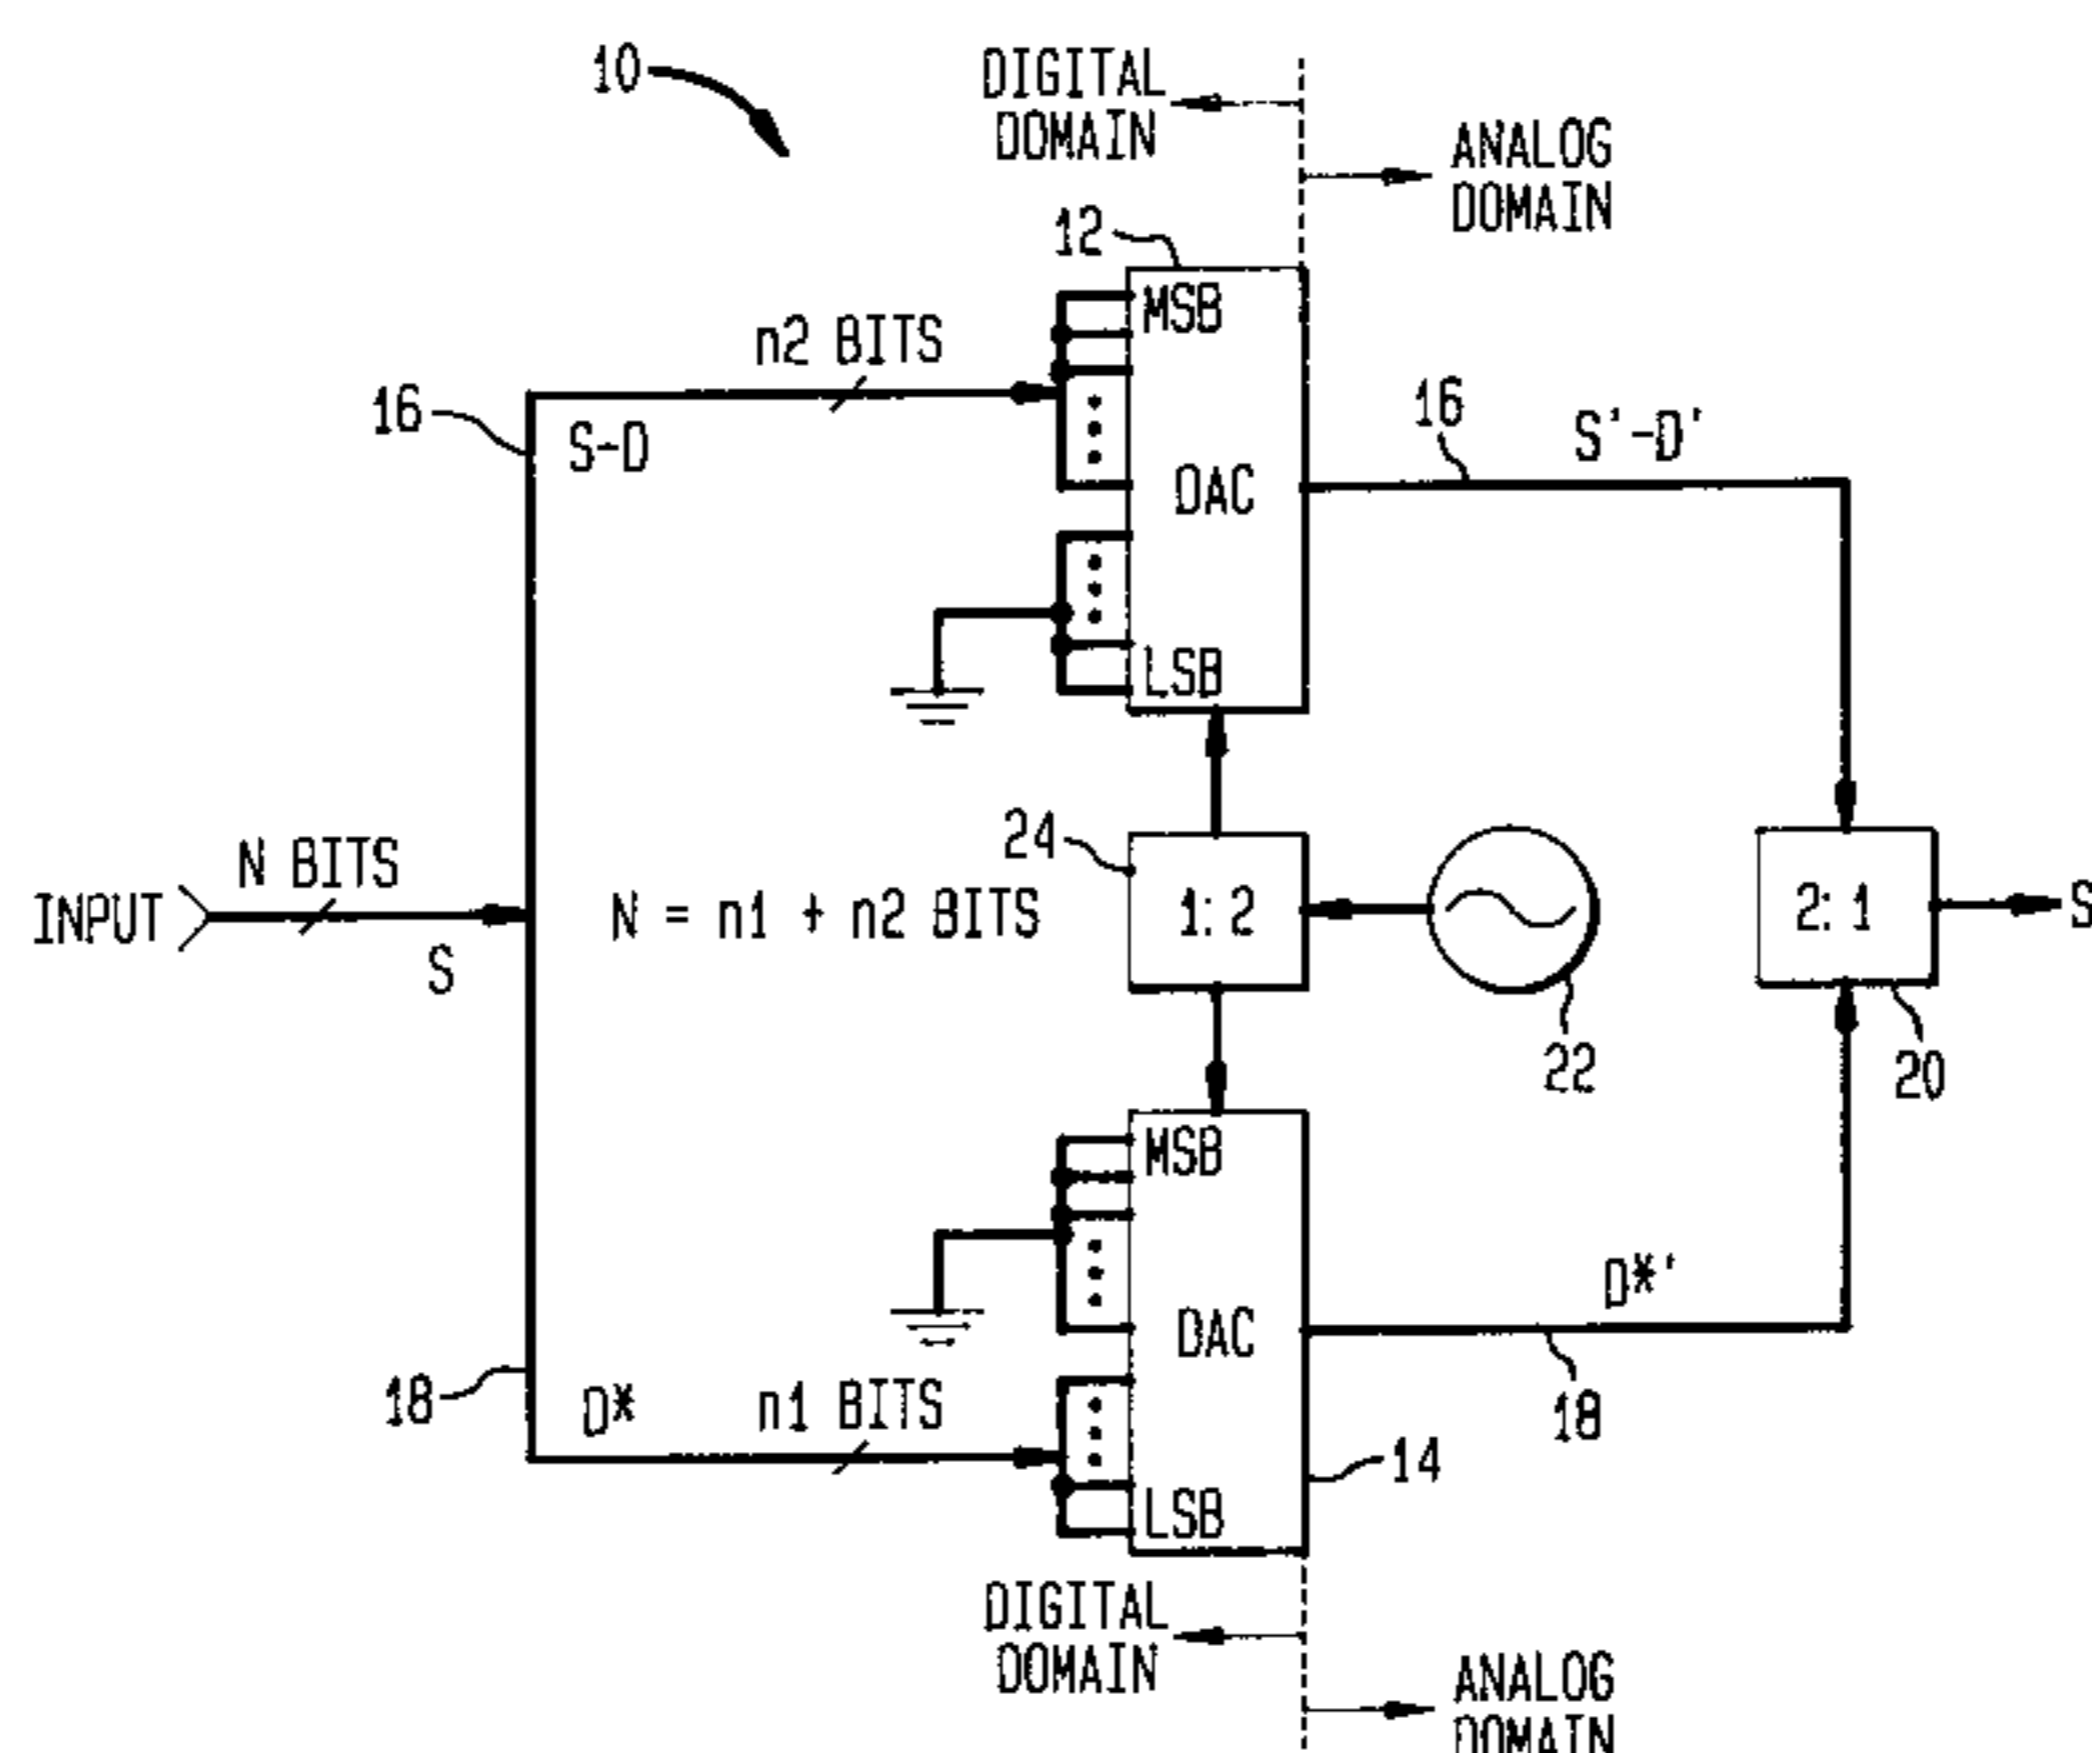 10
DIGITAL
DOMAIN
ANALOG
DOMAIN
12
MSB
n2 BITS
16
S-D
DAC
16
S'-D'
LSB
24
INPUT
N BITS
S
N = n1 + n2 BITS
1:2
2:1
S
22
20
MSB
D*'
DAC
18
D*
n1 BITS
18
14
LSB
DIGITAL
DOMAIN
ANALOG
DOMAIN